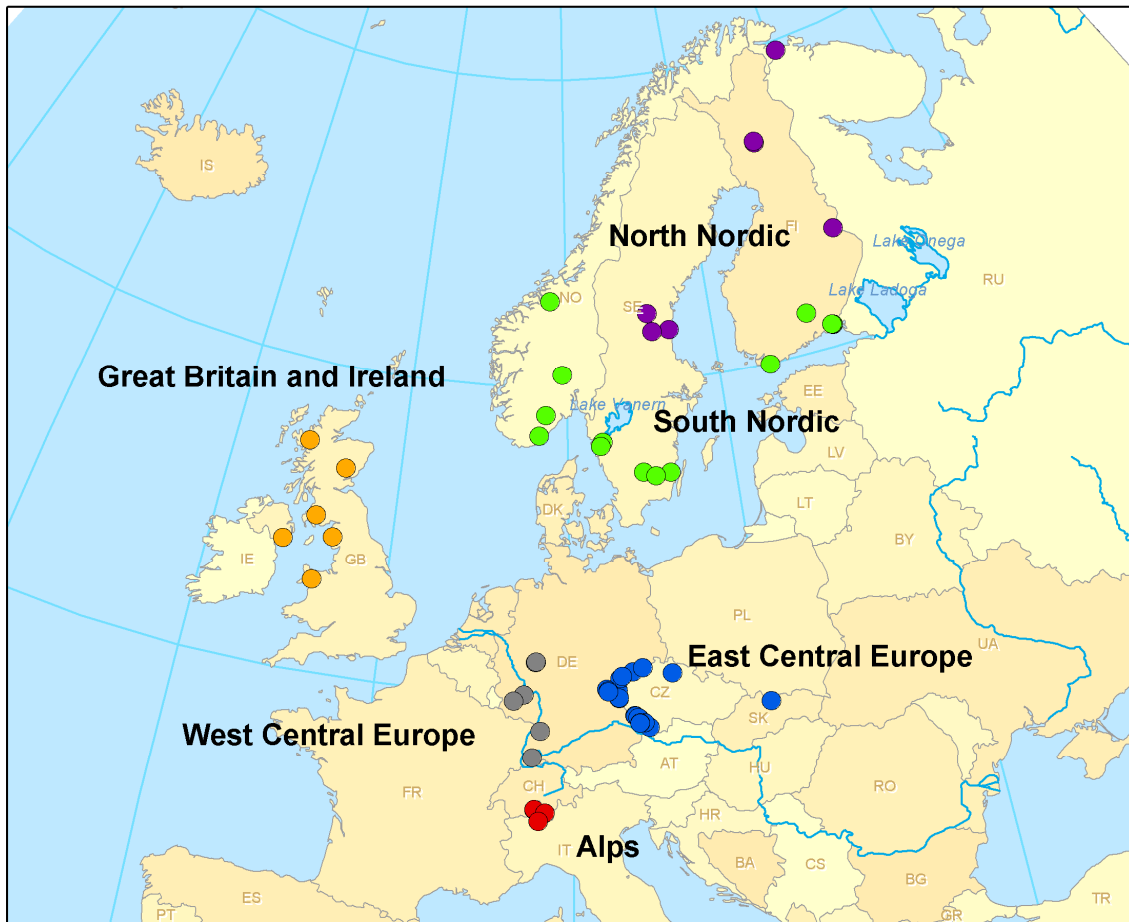 IS
North Nordic
FI
Lake Onega
RU
NO
SE
Lake Ladoga
Great Britain and Ireland
EE
Lake Vanern
South Nordic
LV
LT
DK
BY
IE
GB
PL
UA
DE
East Central Europe
CZ
SK
West Central Europe
AT
HU
CH
RO
FR
HR
Alps
IT
BA
CS
BG
ES
TR
PT
GR